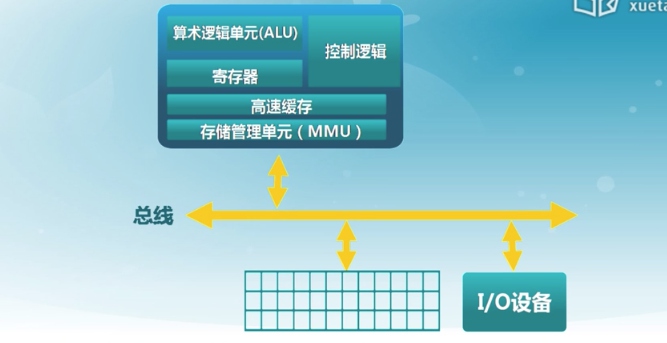 xueta
算术逻辑单元(ALU)
控制逻辑
寄存器
高速缓存
存储管理单元（MMU）
总线
I/O设备